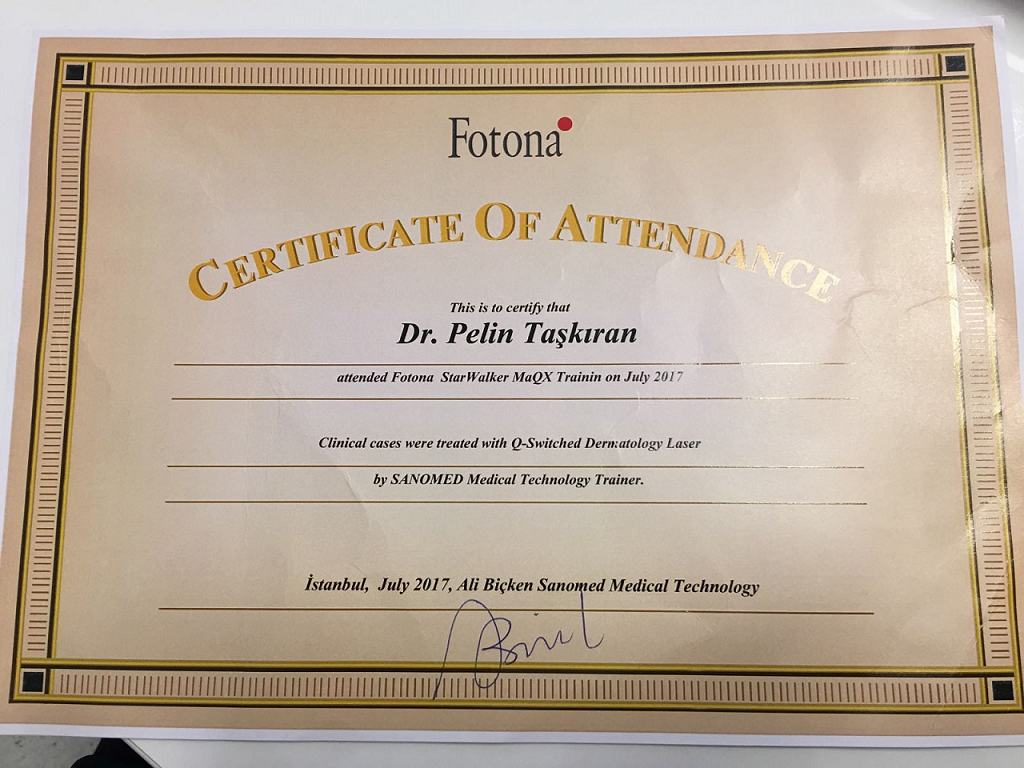 Fotona
CERTIFICATE OF ATTENDANCE
This is to certify that
Dr. Pelin Taşkıran
attended Fotona StarWalker MaQX Trainin on July 2017
Clinical cases were treated with Q-Switched Dermatology Laser
by SANOMED Medical Technology Trainer.
İstanbul, July 2017, Ali Biçken Sanomed Medical Technology